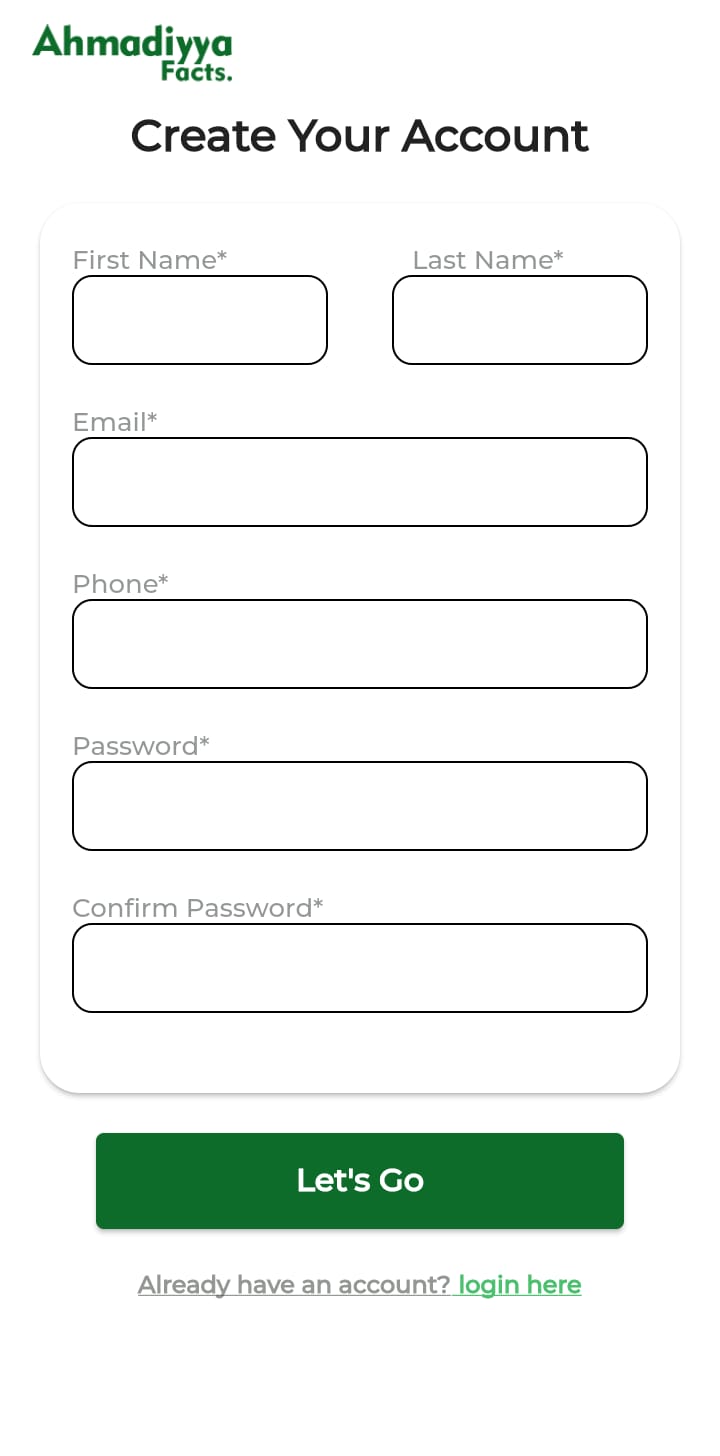 Ahmadiyya
Facts.
Create Your Account
First Name* Last Name*
Email*
Phone*
Password*
Confirm Password*
Let's Go
Already have an account? login here